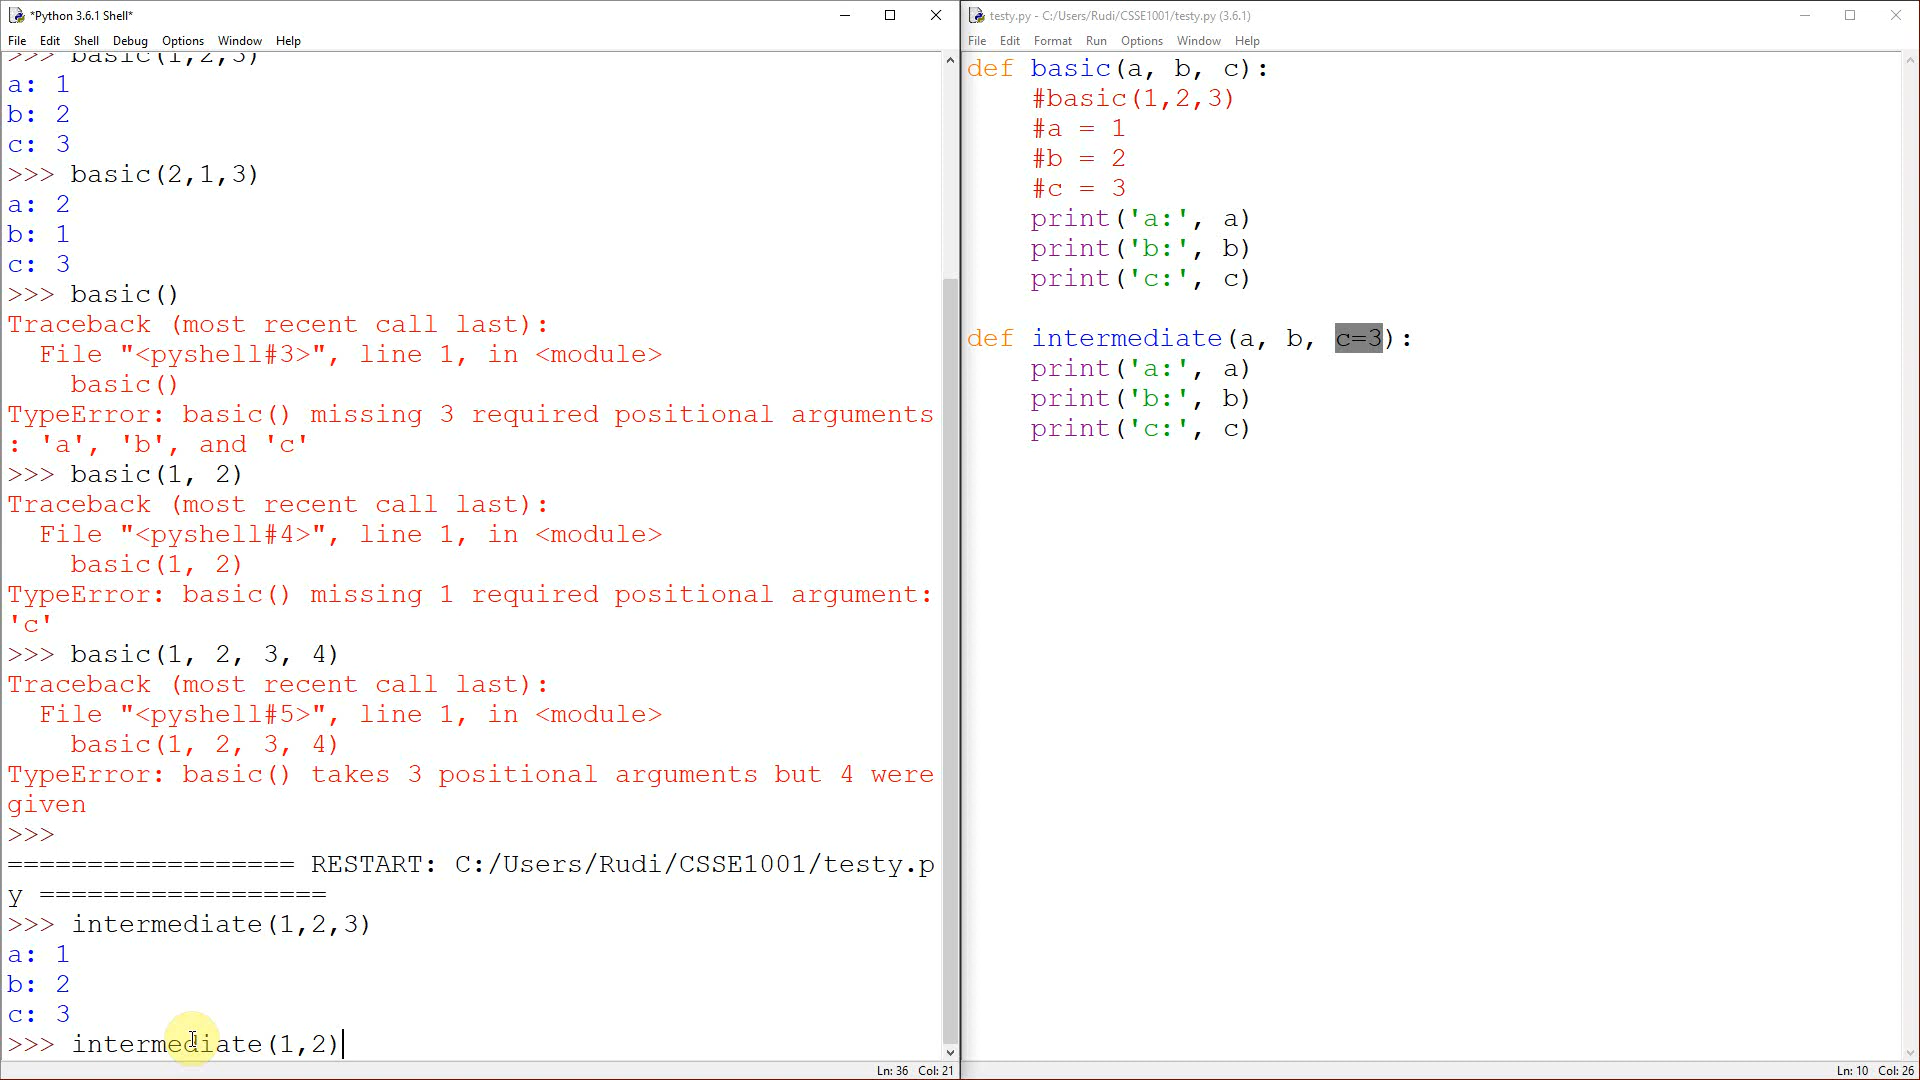 *Python 3.6.1 Shell*
File Edit Shell Debug Options Window Help
>>> basic(1,2,3)
a: 1
b: 2
c: 3
>>> basic(2,1,3)
a: 2
b: 1
c: 3
>>> basic()
Traceback (most recent call last):
  File "<pyshell#3>", line 1, in <module>
    basic()
TypeError: basic() missing 3 required positional arguments
: 'a', 'b', and 'c'
>>> basic(1, 2)
Traceback (most recent call last):
  File "<pyshell#4>", line 1, in <module>
    basic(1, 2)
TypeError: basic() missing 1 required positional argument:
'c'
>>> basic(1, 2, 3, 4)
Traceback (most recent call last):
  File "<pyshell#5>", line 1, in <module>
    basic(1, 2, 3, 4)
TypeError: basic() takes 3 positional arguments but 4 were
given
>>>
================== RESTART: C:/Users/Rudi/CSSE1001/testy.p
y ==================
>>> intermediate(1,2,3)
a: 1
b: 2
c: 3
>>> intermediate(1,2)
Ln: 36 Col: 21
testy.py - C:/Users/Rudi/CSSE1001/testy.py (3.6.1)
File Edit Format Run Options Window Help
def basic(a, b, c):
    #basic(1,2,3)
    #a = 1
    #b = 2
    #c = 3
    print('a:', a)
    print('b:', b)
    print('c:', c)
def intermediate(a, b, c=3):
    print('a:', a)
    print('b:', b)
    print('c:', c)
Ln: 10 Col: 26